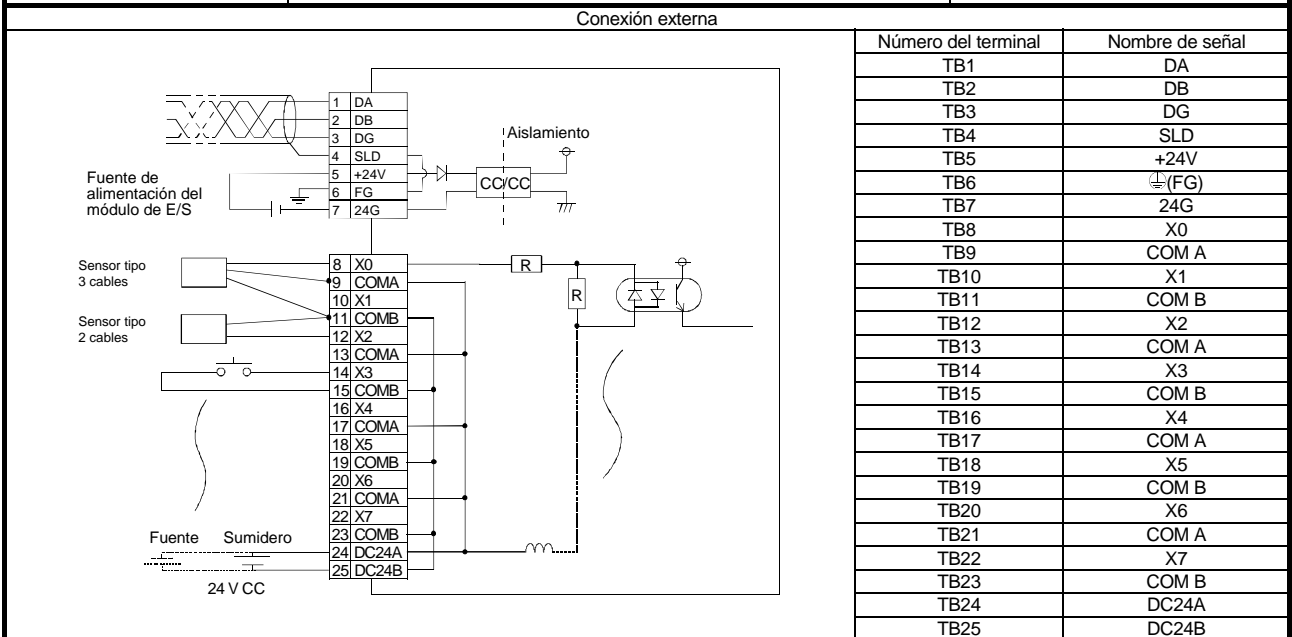 Conexión externa
Número del terminal Nombre de señal
TB1 DA
TB2 DB
TB3 DG
TB4 SLD
TB5 +24V
TB6 (FG)
TB7 24G
TB8 X0
TB9 COM A
TB10 X1
TB11 COM B
TB12 X2
TB13 COM A
TB14 X3
TB15 COM B
TB16 X4
TB17 COM A
TB18 X5
TB19 COM B
TB20 X6
TB21 COM A
TB22 X7
TB23 COM B
TB24 DC24A
TB25 DC24B
1 DA
2 DB
3 DG
4 SLD
5 +24V
6 FG
7 24G
Aislamiento
CC/CC
Fuente de
alimentación del
módulo de E/S
8 X0
9 COMA
10 X1
11 COMB
12 X2
13 COMA
14 X3
15 COMB
16 X4
17 COMA
18 X5
19 COMB
20 X6
21 COMA
22 X7
23 COMB
24 DC24A
25 DC24B
R
R
Sensor tipo
3 cables
Sensor tipo
2 cables
Fuente Sumidero
24 V CC